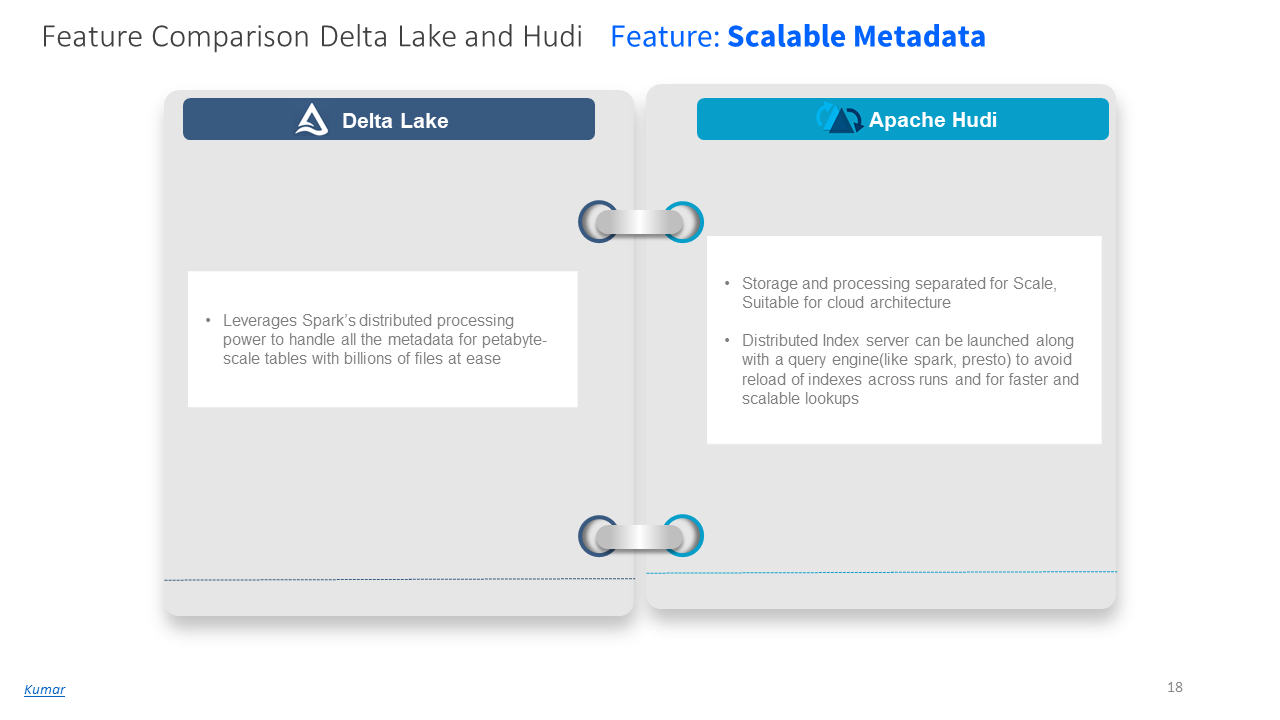 Feature Comparison Delta Lake and Hudi Feature: Scalable Metadata
Delta Lake
• Leverages Spark’s distributed processing
power to handle all the metadata for petabyte-
scale tables with billions of files at ease
Apache Hudi
• Storage and processing separated for Scale,
Suitable for cloud architecture
• Distributed Index server can be launched along
with a query engine(like spark, presto) to avoid
reload of indexes across runs and for faster and
scalable lookups
Kumar
18